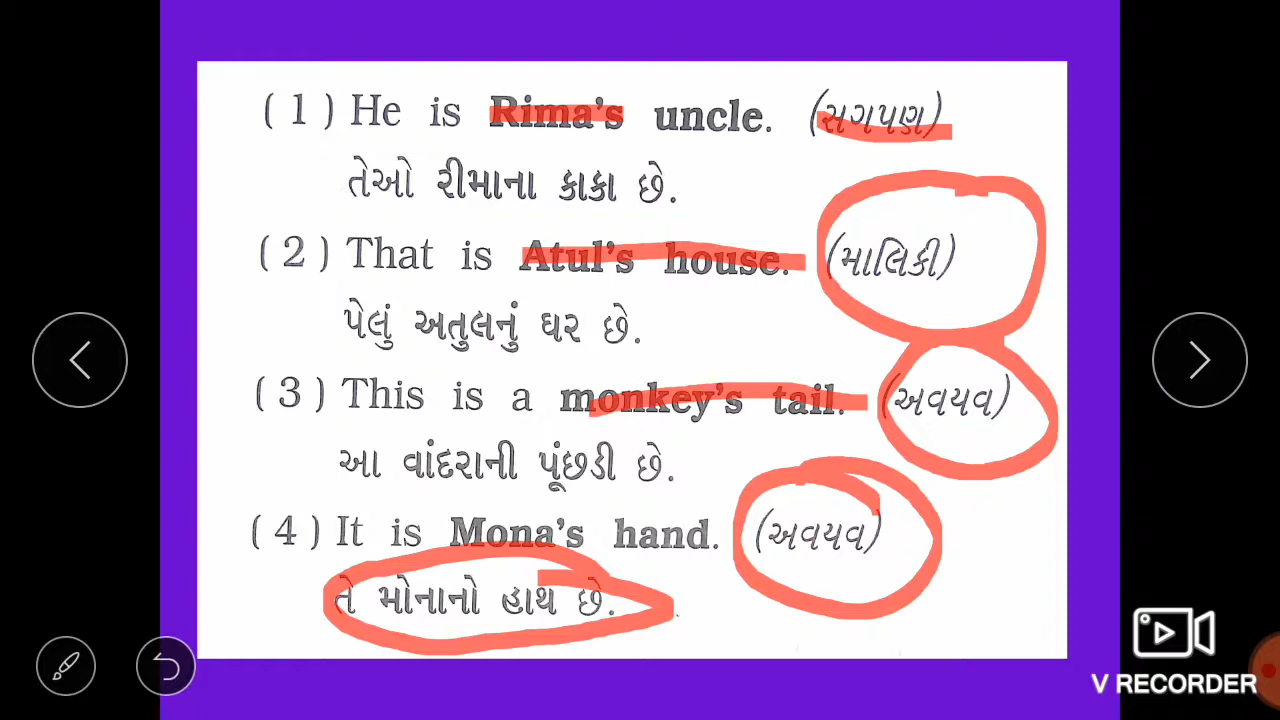 ( 1 ) He is Rima's uncle. (સગપણ)
તેઓ રીમાના કાકા છે.
( 2 ) That is Atul's house. (માલિકી)
પેલું અતુલનું ઘર છે.
( 3 ) This is a monkey's tail. (અવયવ)
આ વાંદરાની પૂંછડી છે.
( 4 ) It is Mona's hand. (અવયવ)
તે મોનાનો હાથ છે.
V RECORDER